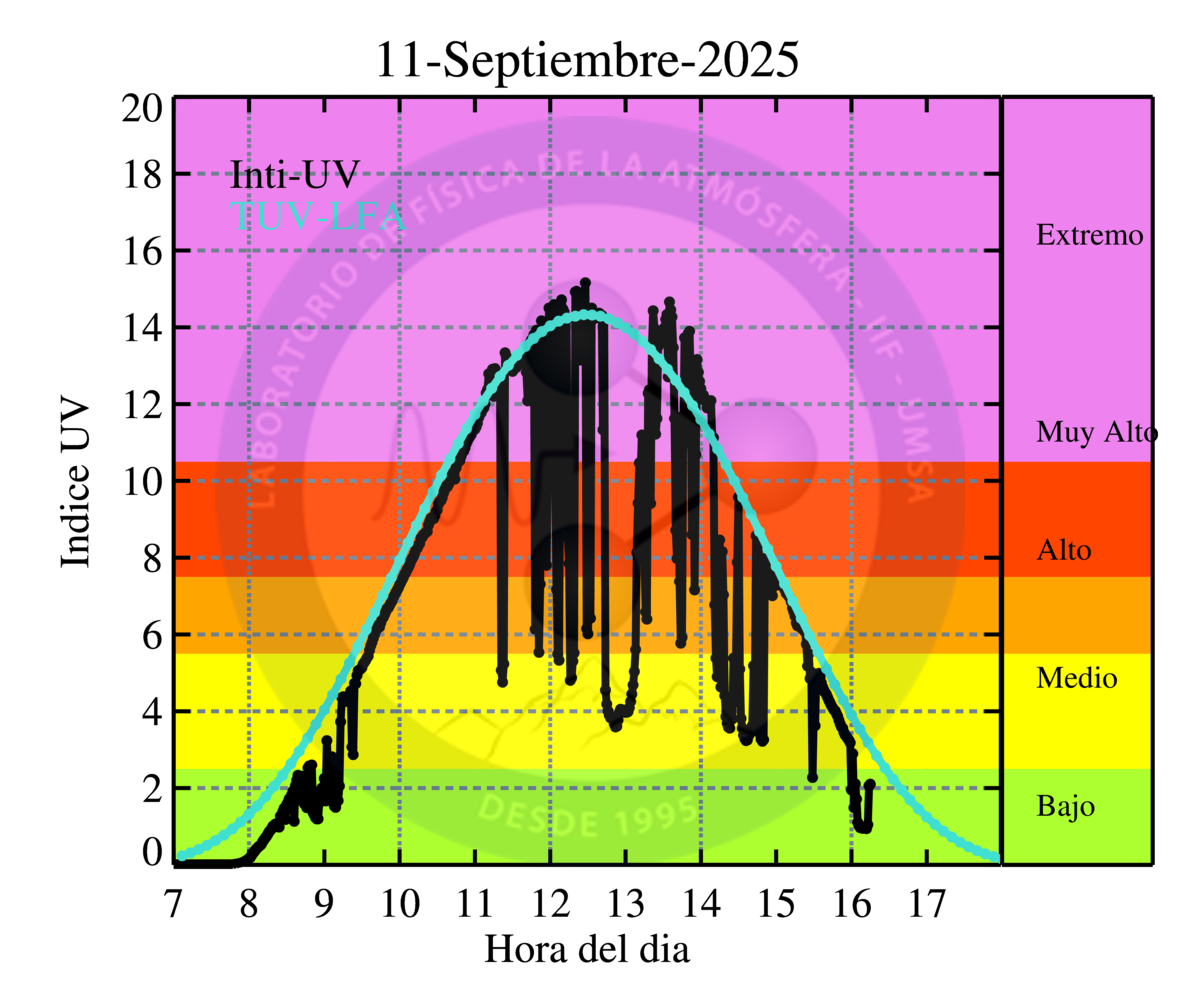 11-Septiembre-2025
20
18
16
14
12
10
8
6
4
2
0
Indice UV
Inti-UV
TUV-LFA
LABORATORIO DE FÍSICA DE LA ATMÓSFERA - IIF - UMSA
DESDE 1995
Extremo
Muy Alto
Alto
Medio
Bajo
7 8 9 10 11 12 13 14 15 16 17
Hora del dia